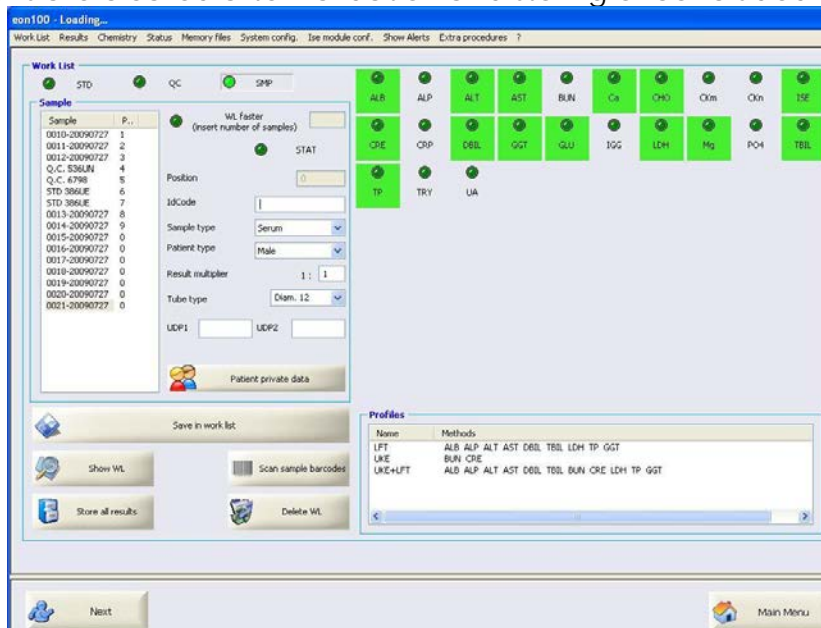 eon100 - Loading...
Work List Results Chemistry Status Memory files System config. Ise module conf. Show Alerts Extra procedures ?
Work List
STD QC SMP
Sample
Sample P..
0010-20090727 1
0011-20090727 2
0012-20090727 3
Q.C. 536UN 4
Q.C. 6798 5
STD 386UE 6
STD 386UE 7
0013-20090727 8
0014-20090727 9
0015-20090727 0
0016-20090727 0
0017-20090727 0
0018-20090727 0
0019-20090727 0
0020-20090727 0
0021-20090727 0
WL faster
(insert number of samples)
STAT
Position 0
IdCode
Sample type Serum
Patient type Male
Result multiplier 1 : 1
Tube type Diam. 12
UDP1 UDP2
Patient private data
ALB ALP ALT AST BUN Ca CHO CKm CKn ISE
CRE CRP DBIL GGT GLU IGG LDH Mg PO4 TBIL
TP TRY UA
Save in work list
Show WL Scan sample barcodes
Store all results Delete WL
Profiles
Name Methods
LFT ALB ALP ALT AST DBIL TBIL LDH TP GGT
UKE BUN CRE
UKE+LFT ALB ALP ALT AST DBIL TBIL BUN CRE LDH TP GGT
Next Main Menu